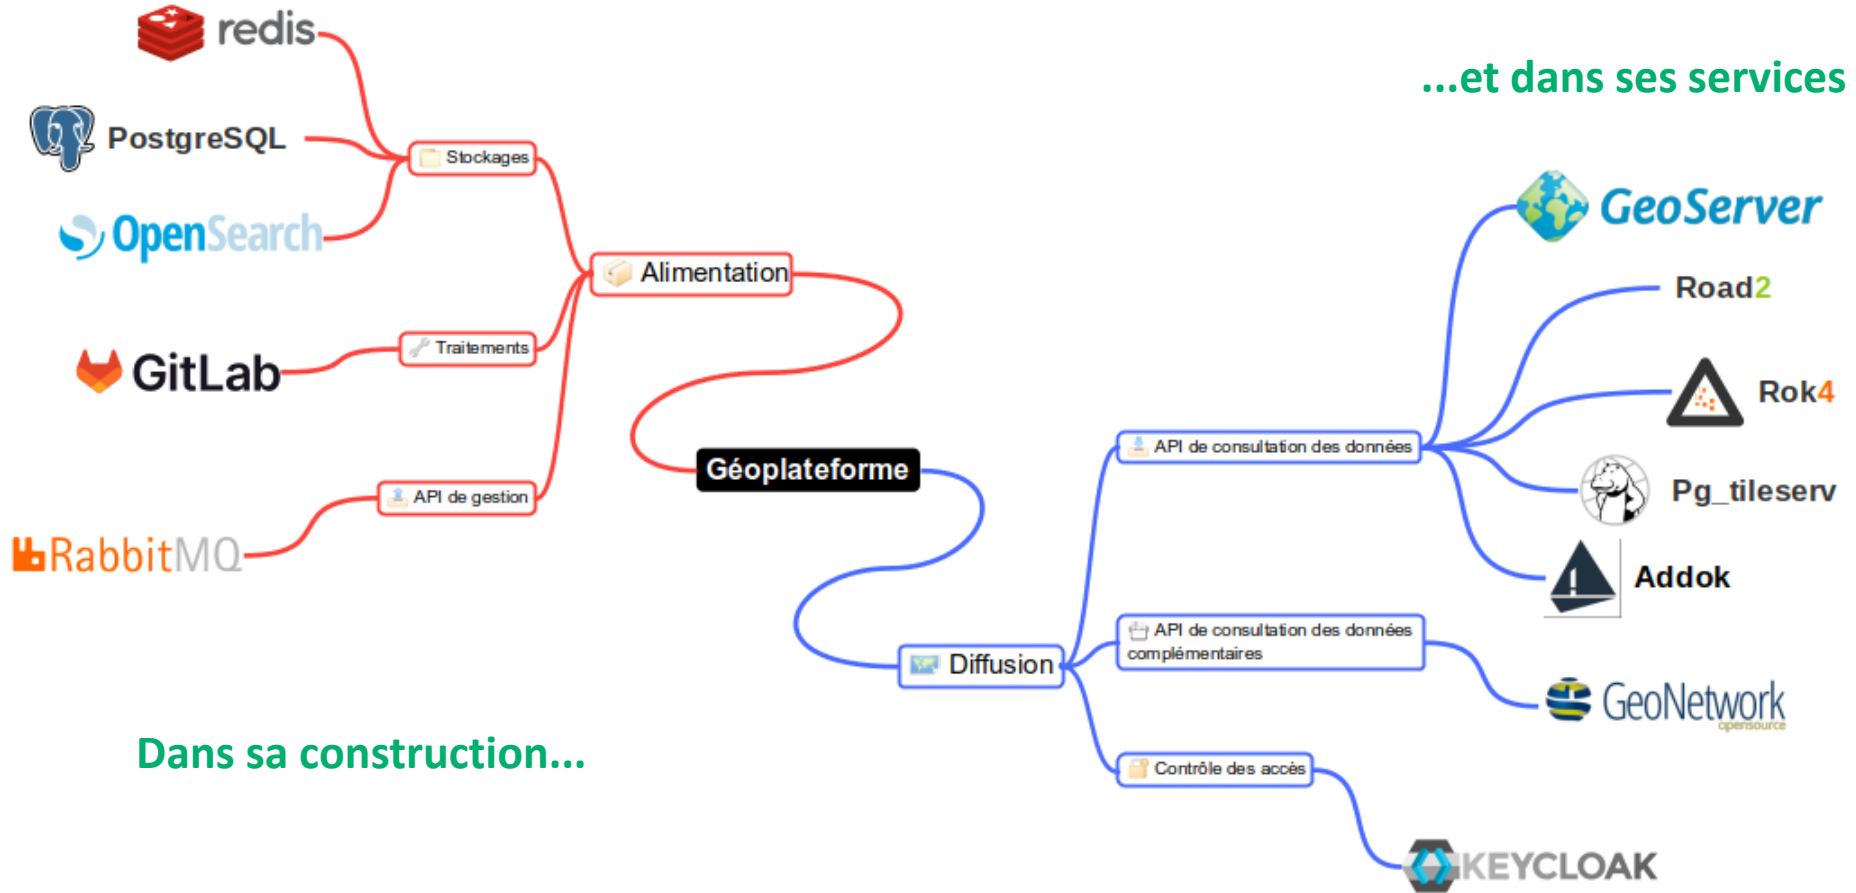 redis
PostgreSQL
OpenSearch
GitLab
RabbitMQ
Stockages
Traitements
API de gestion
Alimentation
Géoplateforme
Dans sa construction...
...et dans ses services
Diffusion
API de consultation des données
API de consultation des données
complémentaires
Contrôle des accès
GeoServer
Road2
Rok4
Pg_tileserv
Addok
GeoNetwork
opensource
KEYCLOAK